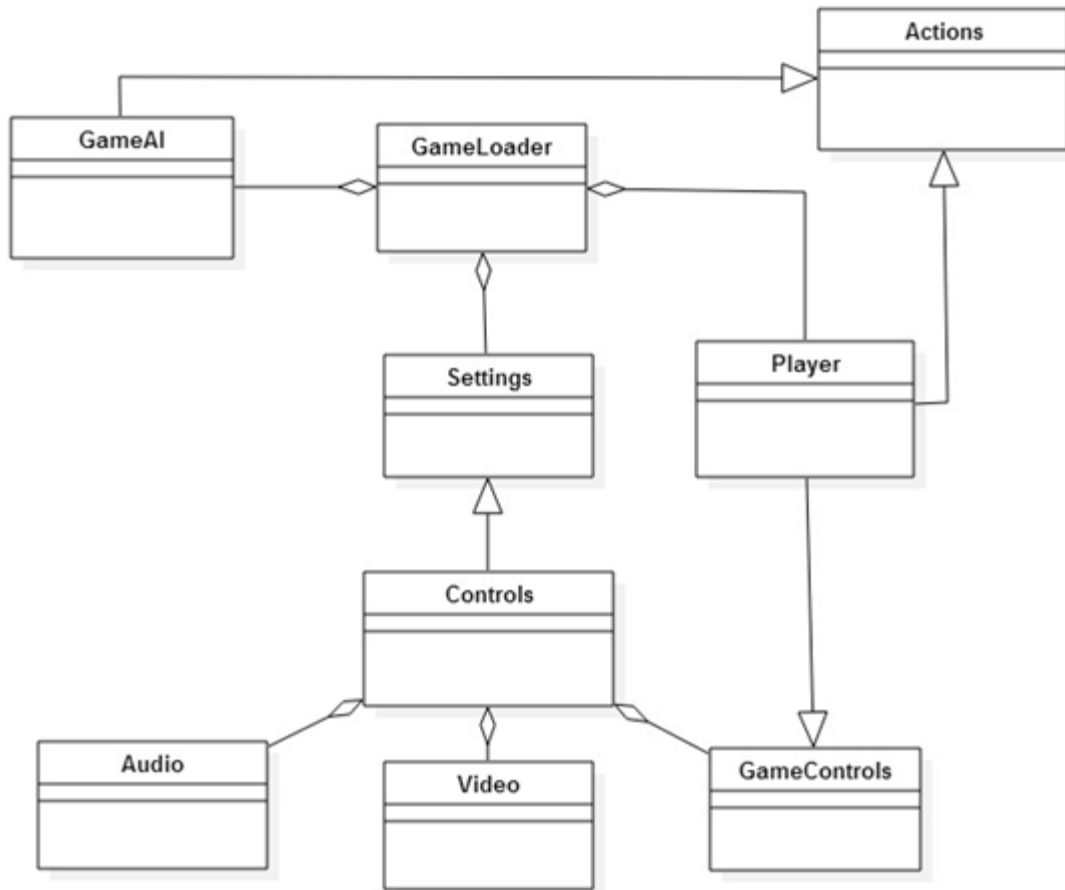 Actions
GameAI
GameLoader
Settings
Player
Controls
Audio
Video
GameControls